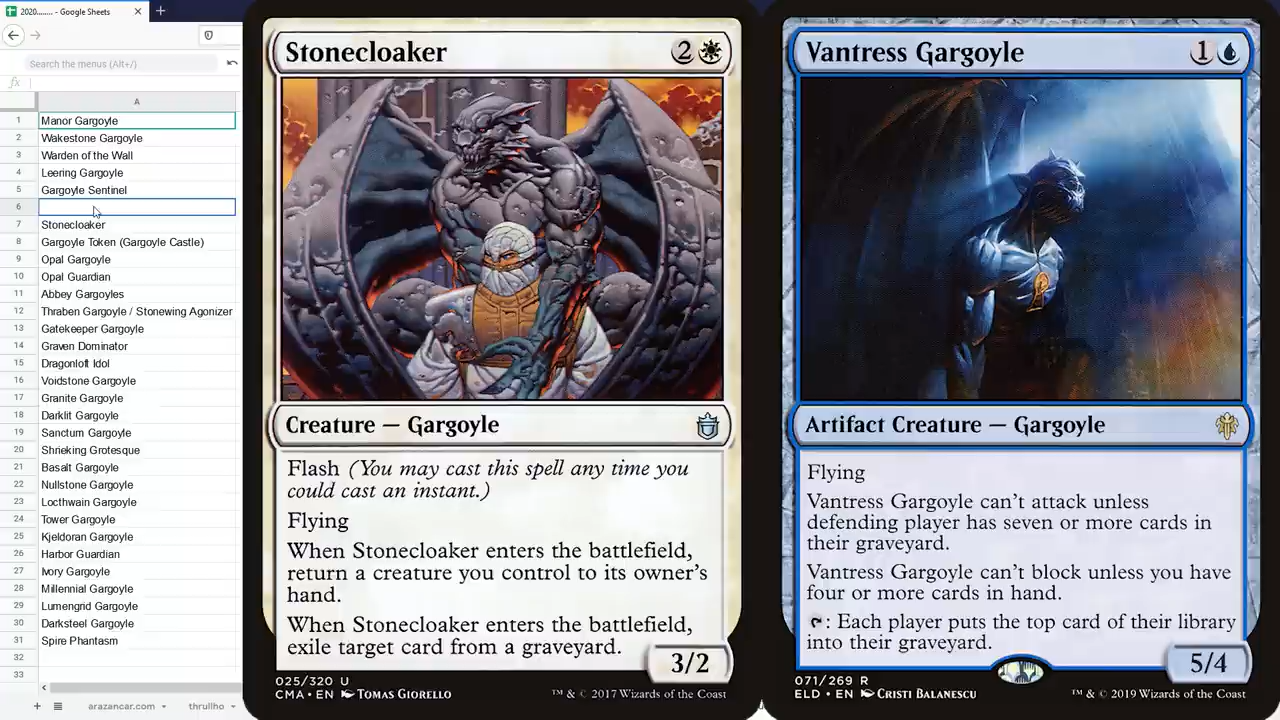 2020........ - Google Sheets
Search the menus (Alt+/)
fx
A
1 Manor Gargoyle
2 Wakestone Gargoyle
3 Warden of the Wall
4 Leering Gargoyle
5 Gargoyle Sentinel
6
7 Stonecloaker
8 Gargoyle Token (Gargoyle Castle)
9 Opal Gargoyle
10 Opal Guardian
11 Abbey Gargoyles
12 Thraben Gargoyle / Stonewing Agonizer
13 Gatekeeper Gargoyle
14 Graven Dominator
15 Dragonloft Idol
16 Voidstone Gargoyle
17 Granite Gargoyle
18 Darklit Gargoyle
19 Sanctum Gargoyle
20 Shrieking Grotesque
21 Basalt Gargoyle
22 Nullstone Gargoyle
23 Locthwain Gargoyle
24 Tower Gargoyle
25 Kjeldoran Gargoyle
26 Harbor Guardian
27 Ivory Gargoyle
28 Millennial Gargoyle
29 Lumengrid Gargoyle
30 Darksteel Gargoyle
31 Spire Phantasm
32
33
arazancar.com
thrullho
Stonecloaker 2
Creature — Gargoyle
Flash (You may cast this spell any time you
could cast an instant.)
Flying
When Stonecloaker enters the battlefield,
return a creature you control to its owner's
hand.
When Stonecloaker enters the battlefield,
exile target card from a graveyard.
3/2
025/320 U
CMA • EN Tomas Giorello
™ & © 2017 Wizards of the Coast
Vantress Gargoyle 1
Artifact Creature — Gargoyle
Flying
Vantress Gargoyle can't attack unless
defending player has seven or more cards in
their graveyard.
Vantress Gargoyle can't block unless you have
four or more cards in hand.
: Each player puts the top card of their library
into their graveyard.
5/4
071/269 R
ELD • EN Cristi Balanescu
™ & © 2019 Wizards of the Coast